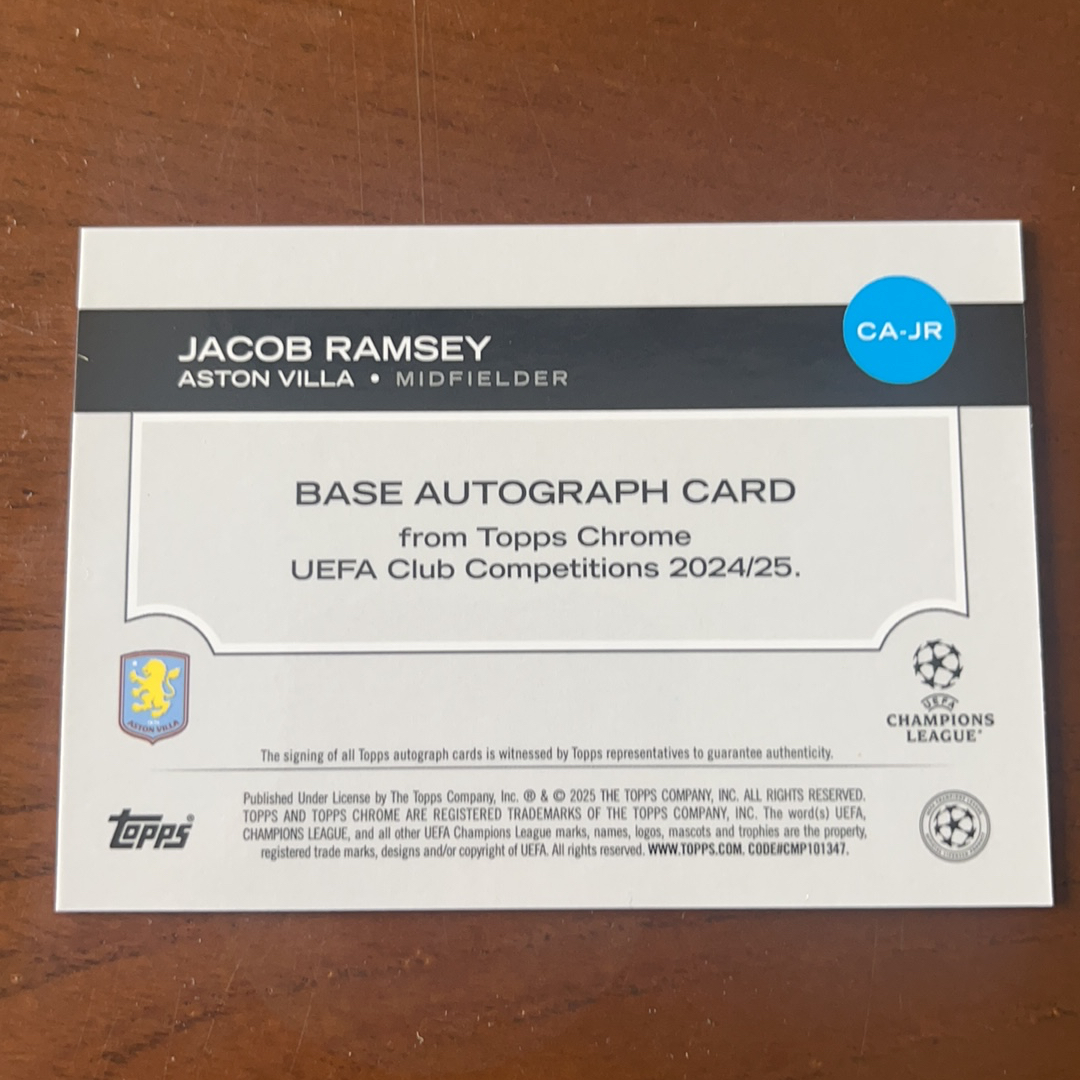 JACOB RAMSEY
CA-JR
ASTON VILLA • MIDFIELDER
BASE AUTOGRAPH CARD
from Topps Chrome
UEFA Club Competitions 2024/25.
ASTON VILLA
UEFA
CHAMPIONS
LEAGUE®
The signing of all Topps autograph cards is witnessed by Topps representatives to guarantee authenticity.
topps®
Published Under License by The Topps Company, Inc. ® & © 2025 THE TOPPS COMPANY, INC. ALL RIGHTS RESERVED.
TOPPS AND TOPPS CHROME ARE REGISTERED TRADEMARKS OF THE TOPPS COMPANY, INC. The word(s) UEFA,
CHAMPIONS LEAGUE, and all other UEFA Champions League marks, names, logos, mascots and trophies are the property,
registered trade marks, designs and/or copyright of UEFA. All rights reserved. WWW.TOPPS.COM. CODE#CMP101347.